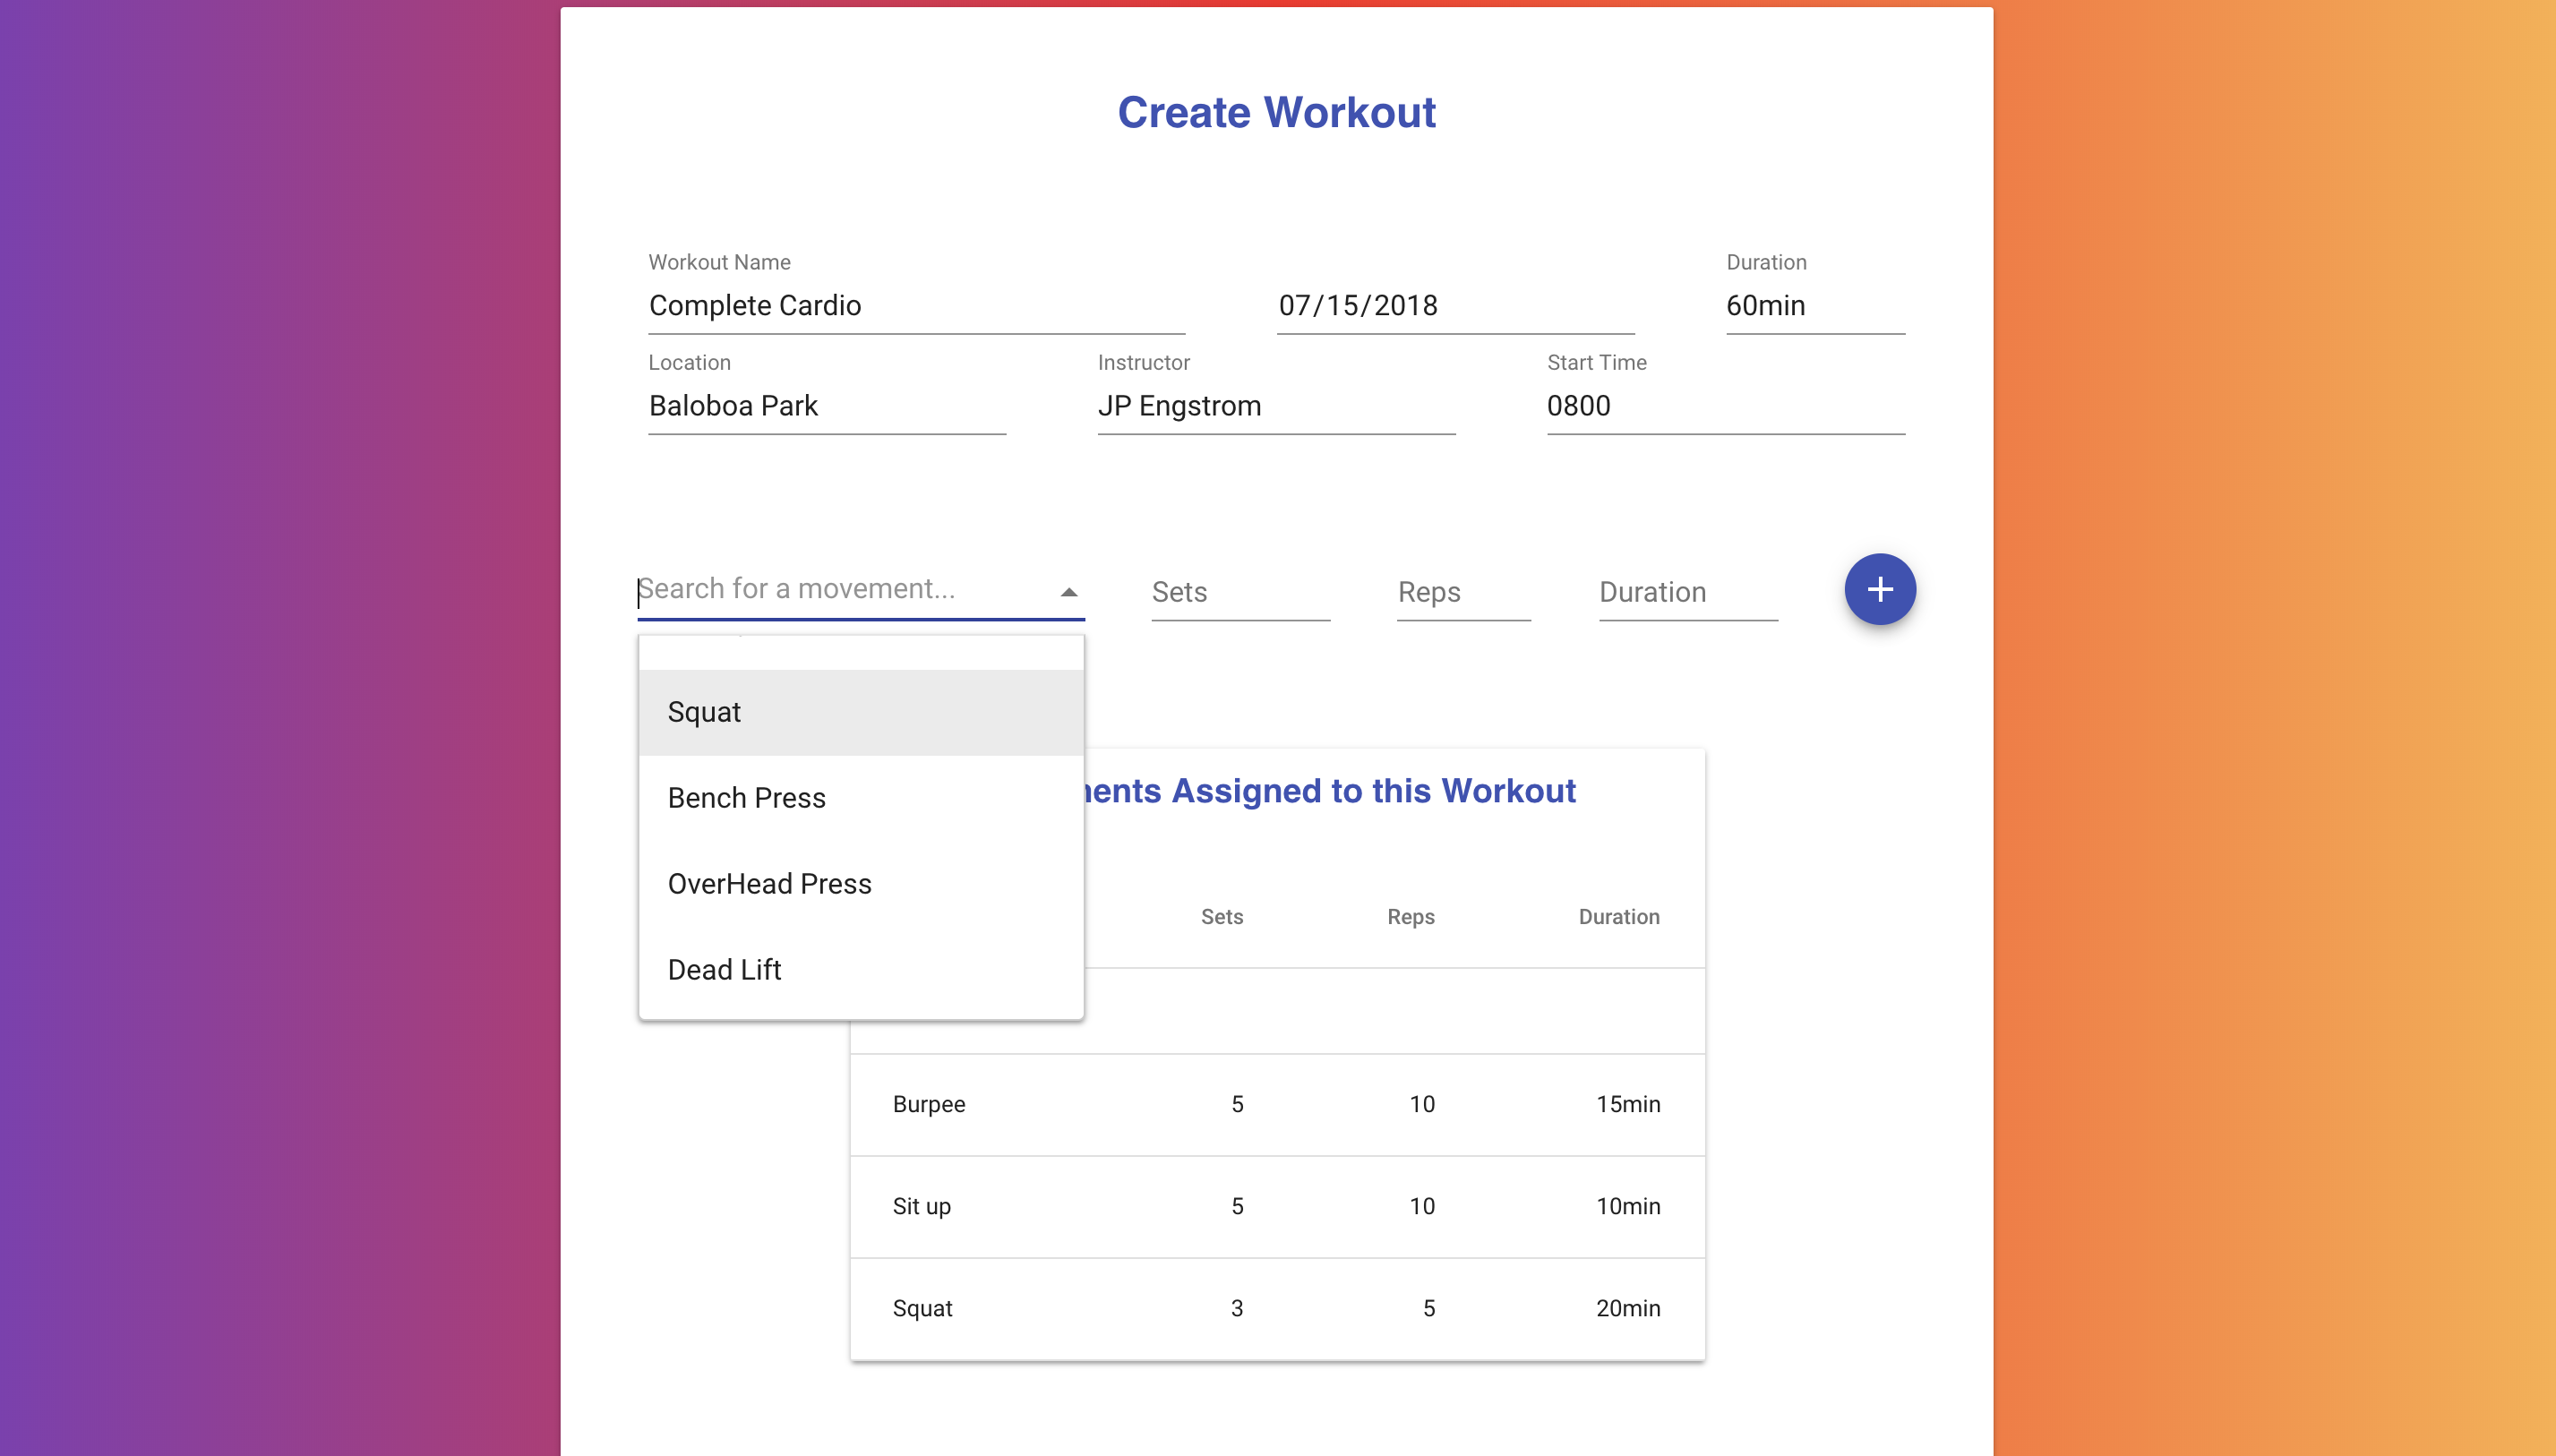 Create Workout
Workout Name
Duration
Complete Cardio
07/15/2018
60min
Location
Instructor
Start Time
Baloboa Park
JP Engstrom
0800
Search for a movement...
Sets
Reps
Duration
Squat
Bench Press
OverHead Press
Dead Lift
Assigned to this Workout
Sets Reps Duration
Burpee 5 10 15min
Sit up 5 10 10min
Squat 3 5 20min